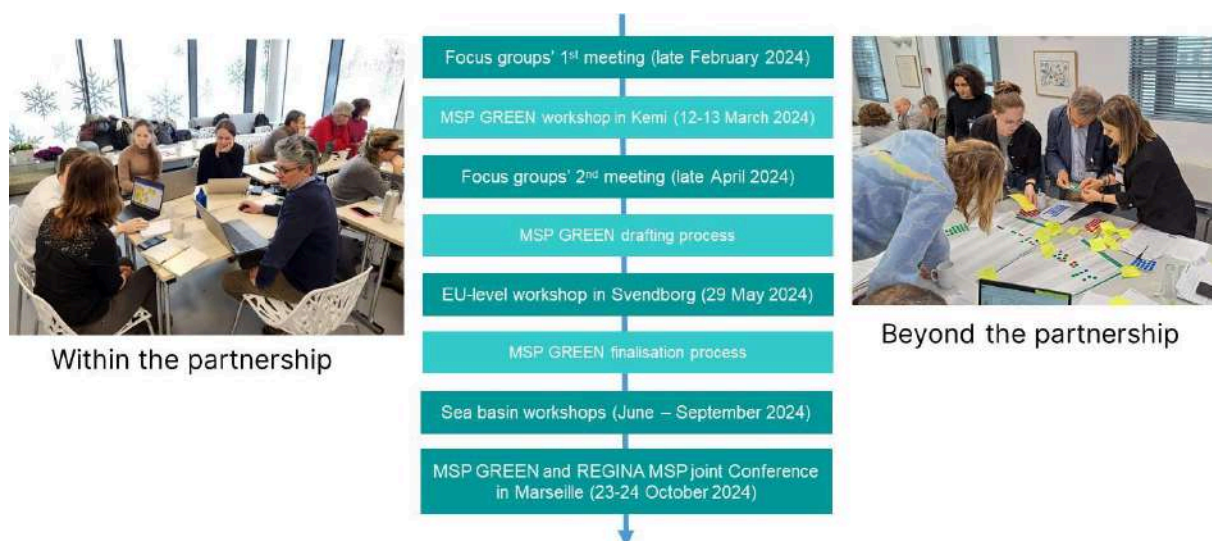 Focus groups' 1st meeting (late February 2024)
MSP GREEN workshop in Kemi (12-13 March 2024)
Focus groups' 2nd meeting (late April 2024)
MSP GREEN drafting process
EU-level workshop in Svendborg (29 May 2024)
MSP GREEN finalisation process
Sea basin workshops (June – September 2024)
MSP GREEN and REGINA MSP joint Conference
in Marseille (23-24 October 2024)
Within the partnership
Beyond the partnership